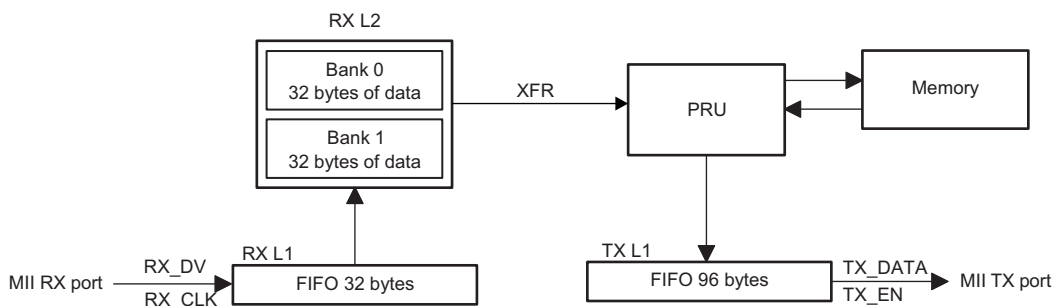 RX L2
Bank 0
32 bytes of data
Bank 1
32 bytes of data
XFR
PRU
Memory
RX L1
TX L1
MII RX port
RX_DV
RX_CLK
FIFO 32 bytes
FIFO 96 bytes
TX_DATA
TX_EN
MII TX port